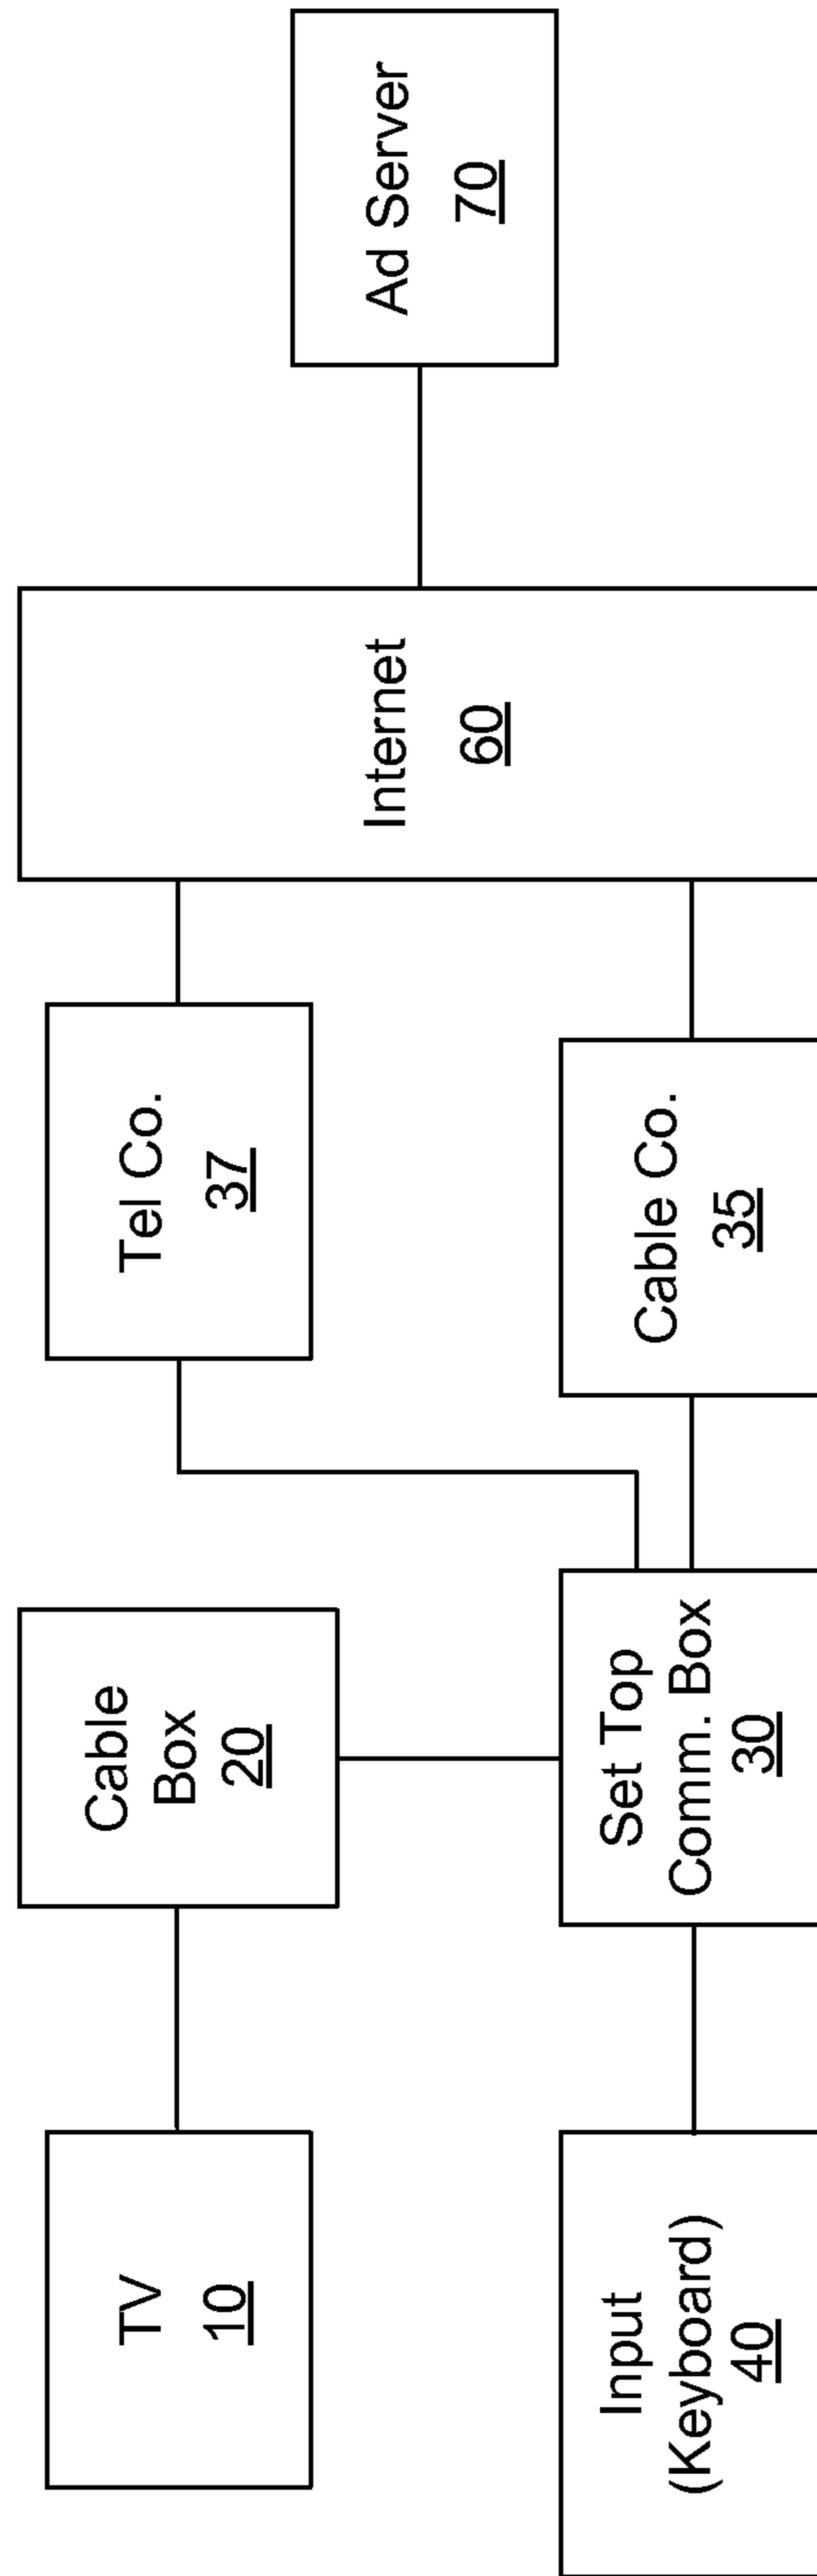 TV
10
Cable
Box
20
Tel Co.
37
Internet
60
Ad Server
70
Input
(Keyboard)
40
Set Top
Comm. Box
30
Cable Co.
35